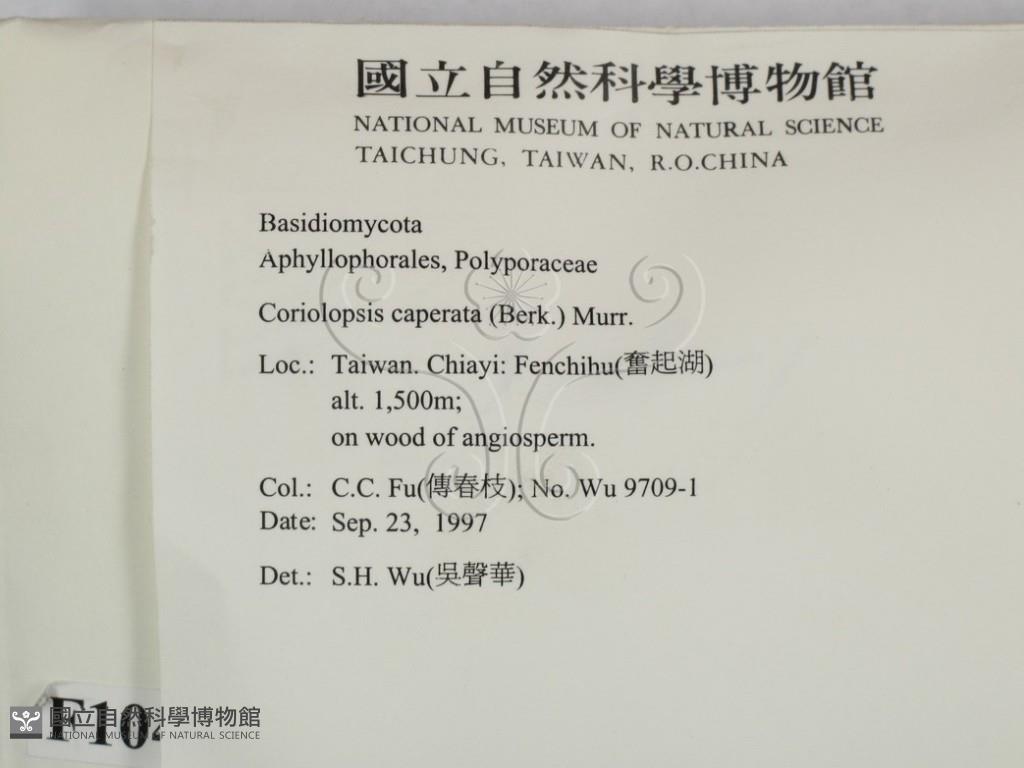 國立自然科學博物館
NATIONAL MUSEUM OF NATURAL SCIENCE
TAICHUNG, TAIWAN, R.O.CHINA
Basidiomycota
Aphyllophorales, Polyporaceae
Coriolopsis caperata (Berk.) Murr.
Loc.: Taiwan. Chiayi: Fenchihu(奮起湖)
alt. 1,500m;
on wood of angiosperm.
Col.: C.C. Fu(傅春枝); No. Wu 9709-1
Date: Sep. 23, 1997
Det.: S.H. Wu(吳聲華)
國立自然科學博物館
NATIONAL MUSEUM OF NATURAL SCIENCE